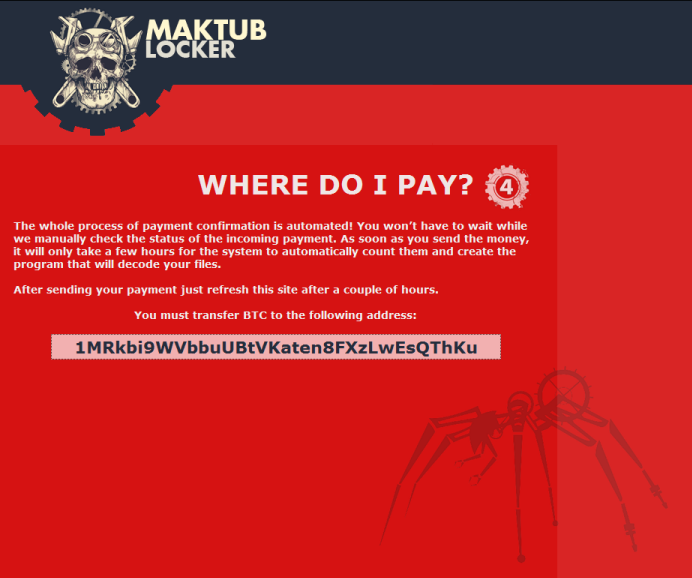 MAKTUB
LOCKER
WHERE DO I PAY? 4
The whole process of payment confirmation is automated! You won't have to wait while
we manually check the status of the incoming payment. As soon as you send the money,
it will only take a few hours for the system to automatically count them and create the
program that will decode your files.
After sending your payment just refresh this site after a couple of hours.
You must transfer BTC to the following address:
1MRkbi9WVbbuUBtVKaten8FXzLwEsQThKu